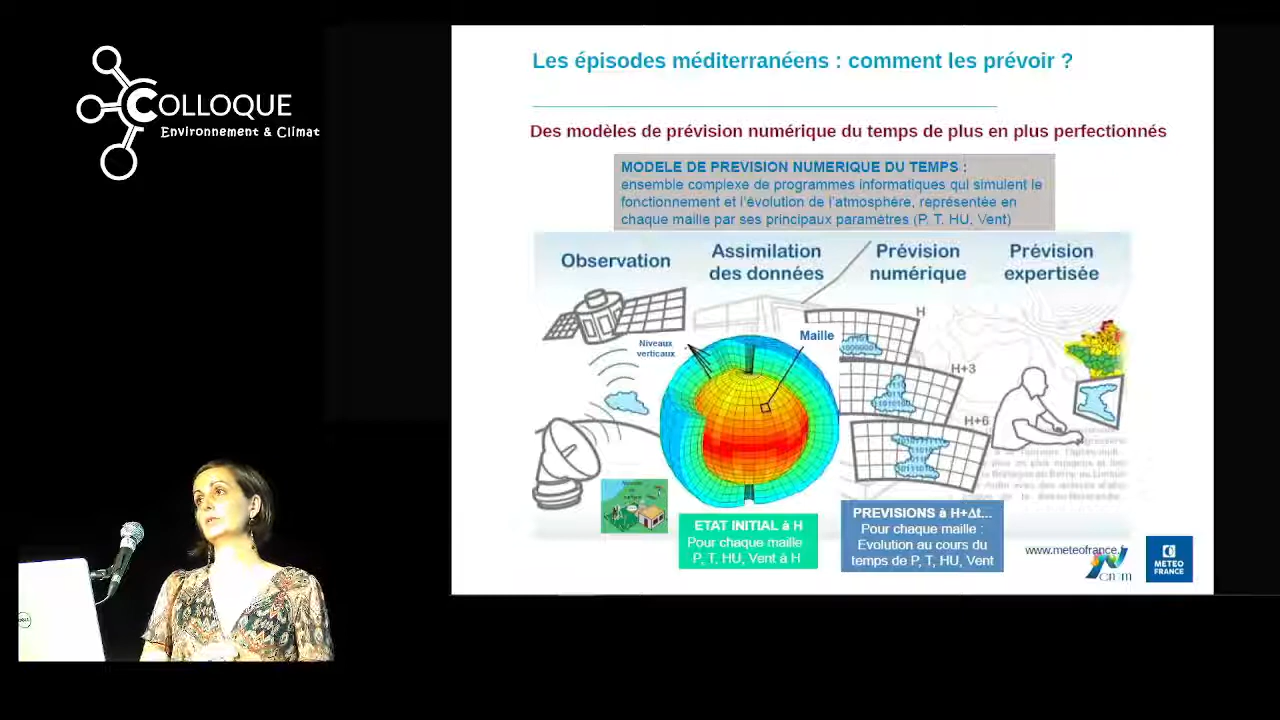 COLLOQUE
Environnement & Climat
Les épisodes méditerranéens : comment les prévoir ?
Des modèles de prévision numérique du temps de plus en plus perfectionnés
MODELE DE PREVISION NUMERIQUE DU TEMPS :
ensemble complexe de programmes informatiques qui simulent le
fonctionnement et l'évolution de l'atmosphère, représentée en
chaque maille par ses principaux paramètres (P, T, HU, Vent)
Observation
Assimilation
des données
Prévision
numérique
Prévision
expertisée
Niveaux
verticaux
Maille
H
H+3
H+6
ETAT INITIAL à H
Pour chaque maille
P, T, HU, Vent à H
PREVISIONS à H+Δt...
Pour chaque maille :
Evolution au cours du
temps de P, T, HU, Vent
www.meteofrance.f
METEO
FRANCE